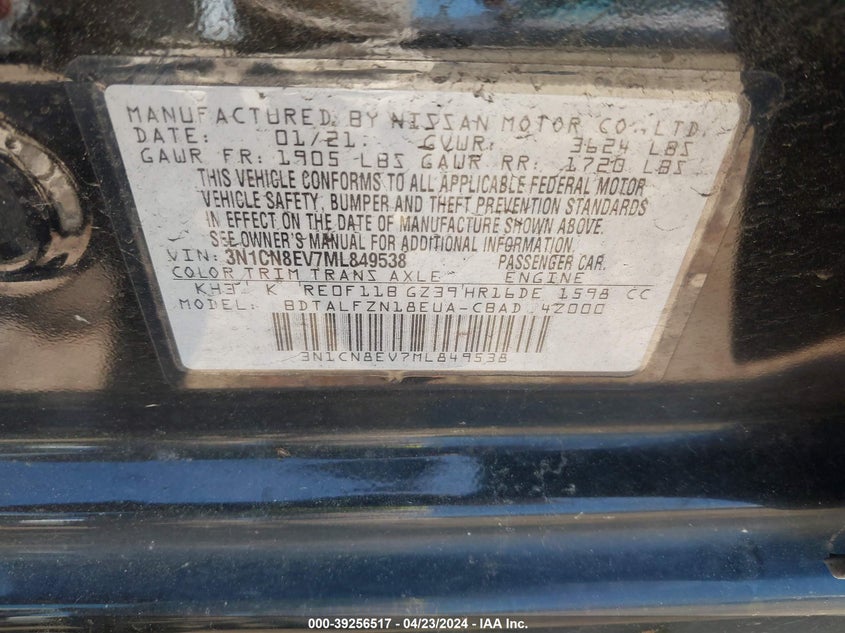 MANUFACTURED BY NISSAN MOTOR CO.,LTD.
DATE: 01/21 GVWR: 3624 LBS
GAWR FR: 1905 LBS GAWR RR: 1720 LBS
THIS VEHICLE CONFORMS TO ALL APPLICABLE FEDERAL MOTOR
VEHICLE SAFETY, BUMPER AND THEFT PREVENTION STANDARDS
IN EFFECT ON THE DATE OF MANUFACTURE SHOWN ABOVE.
SEE OWNER'S MANUAL FOR ADDITIONAL INFORMATION.
VIN: 3N1CN8EV7ML849538 PASSENGER CAR.
COLOR TRIM TRANS AXLE ENGINE
KH3 K RE0F11B GZ39 HR16DE 1598 CC
MODEL: BDTALFZN18EUA-CBAD 42000
3N1CN8EV7ML849538
000-39256517 - 04/23/2024 - IAA Inc.